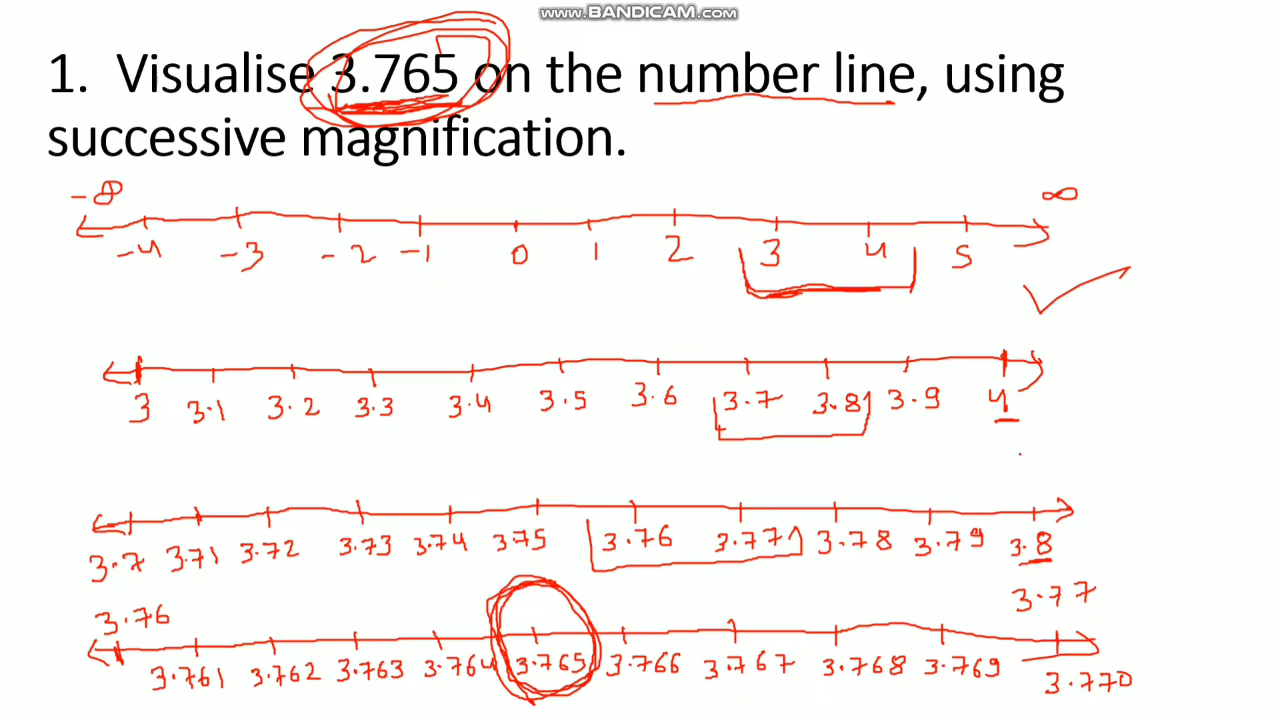 www.BANDICAM.com
1. Visualise 3.765 on the number line, using
successive magnification.
-∞ ∞
-4 -3 -2 -1 0 1 2 3 4 5
3 3.1 3.2 3.3 3.4 3.5 3.6 3.7 3.8 3.9 4
3.7 3.71 3.72 3.73 3.74 3.75 3.76 3.77 3.78 3.79 3.8
3.76 3.77
3.761 3.762 3.763 3.764 3.765 3.766 3.767 3.768 3.769 3.770